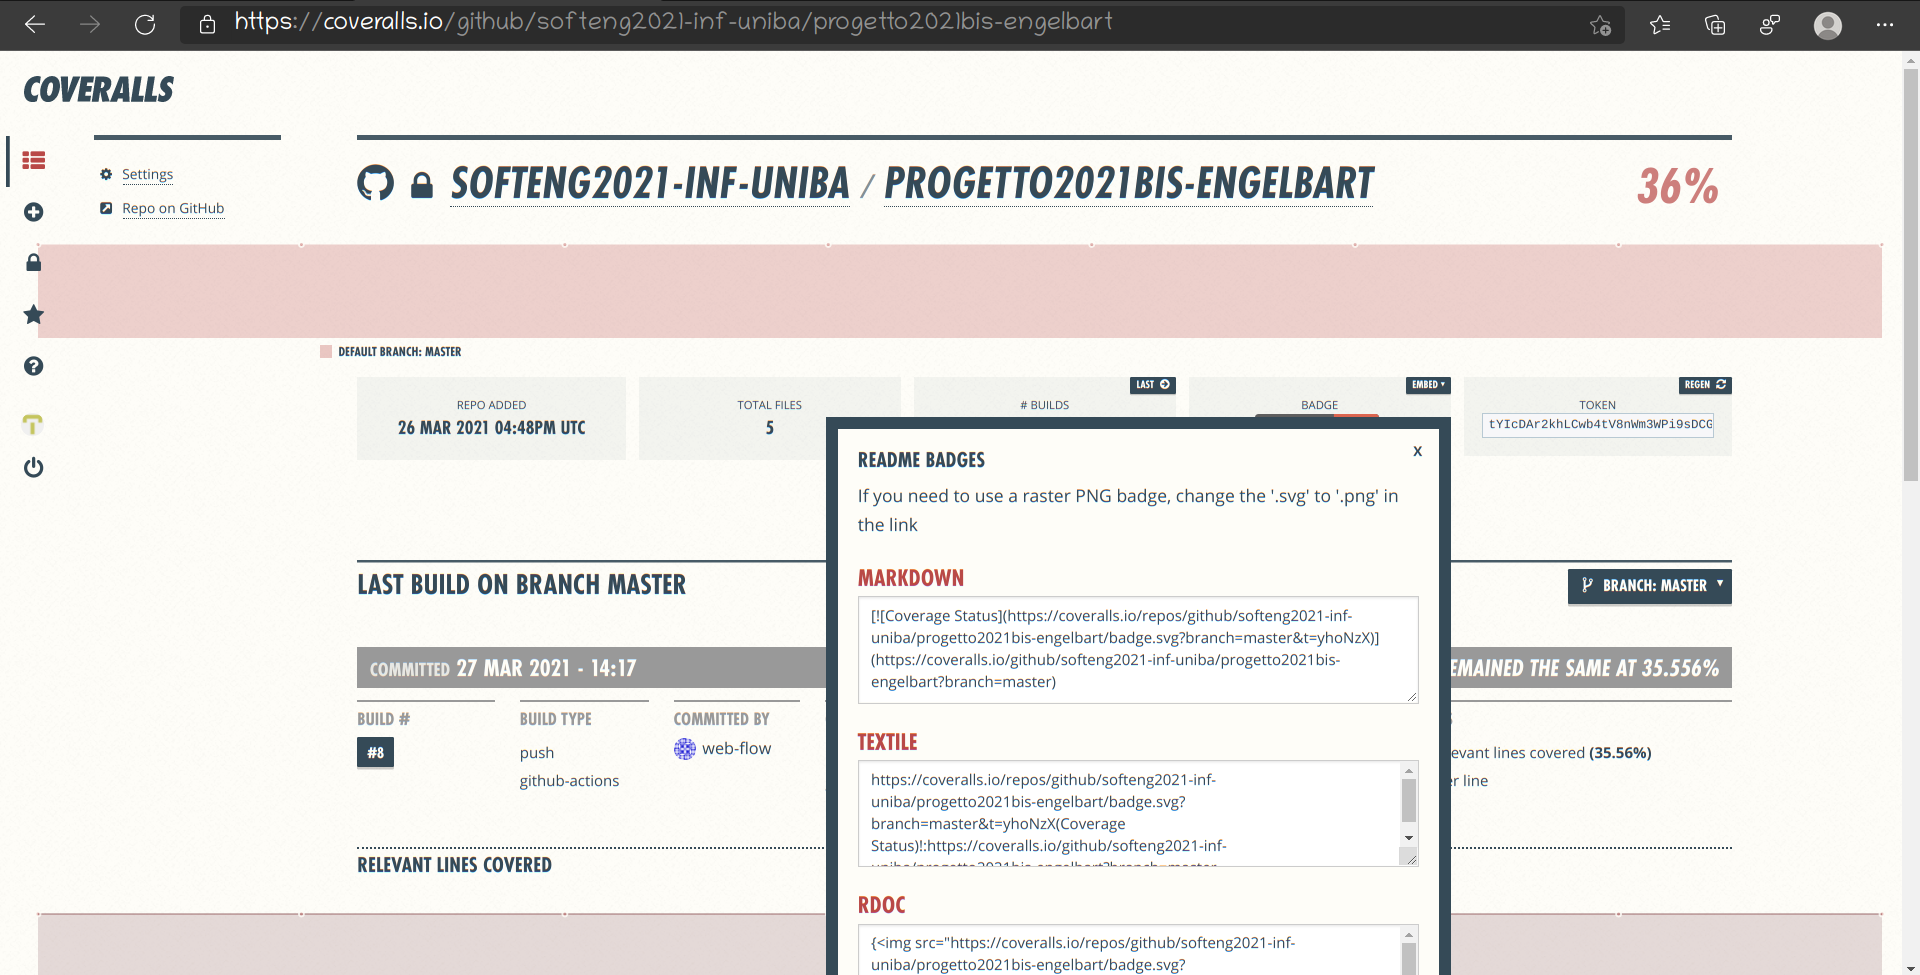 https://coveralls.io/github/softeng2021-inf-uniba/progetto2021bis-engelbart
COVERALLS
Settings
Repo on GitHub
SOFTENG2021-INF-UNIBA / PROGETTO2021BIS-ENGELBART
36%
DEFAULT BRANCH: MASTER
REPO ADDED
26 MAR 2021 04:48PM UTC
TOTAL FILES
5
LAST
# BUILDS
EMBED
BADGE
REGEN
TOKEN
tYIcDAr2khLCwb4tV8nWm3WPi9sDCG
README BADGES
x
If you need to use a raster PNG badge, change the '.svg' to '.png' in
the link
MARKDOWN
[![Coverage Status](https://coveralls.io/repos/github/softeng2021-inf-
uniba/progetto2021bis-engelbart/badge.svg?branch=master&t=yhoNzX)]
(https://coveralls.io/github/softeng2021-inf-uniba/progetto2021bis-
engelbart?branch=master)
TEXTILE
https://coveralls.io/repos/github/softeng2021-inf-
uniba/progetto2021bis-engelbart/badge.svg?
branch=master&t=yhoNzX(Coverage
Status)!:https://coveralls.io/github/softeng2021-inf-
uniba/progetto2021bis-engelbart?branch=master
RDOC
{<img src="https://coveralls.io/repos/github/softeng2021-inf-
uniba/progetto2021bis-engelbart/badge.svg?
LAST BUILD ON BRANCH MASTER
BRANCH: MASTER
COMMITTED 27 MAR 2021 - 14:17
EMAINED THE SAME AT 35.556%
BUILD #
#8
BUILD TYPE
push
github-actions
COMMITTED BY
web-flow
evant lines covered (35.56%)
er line
RELEVANT LINES COVERED